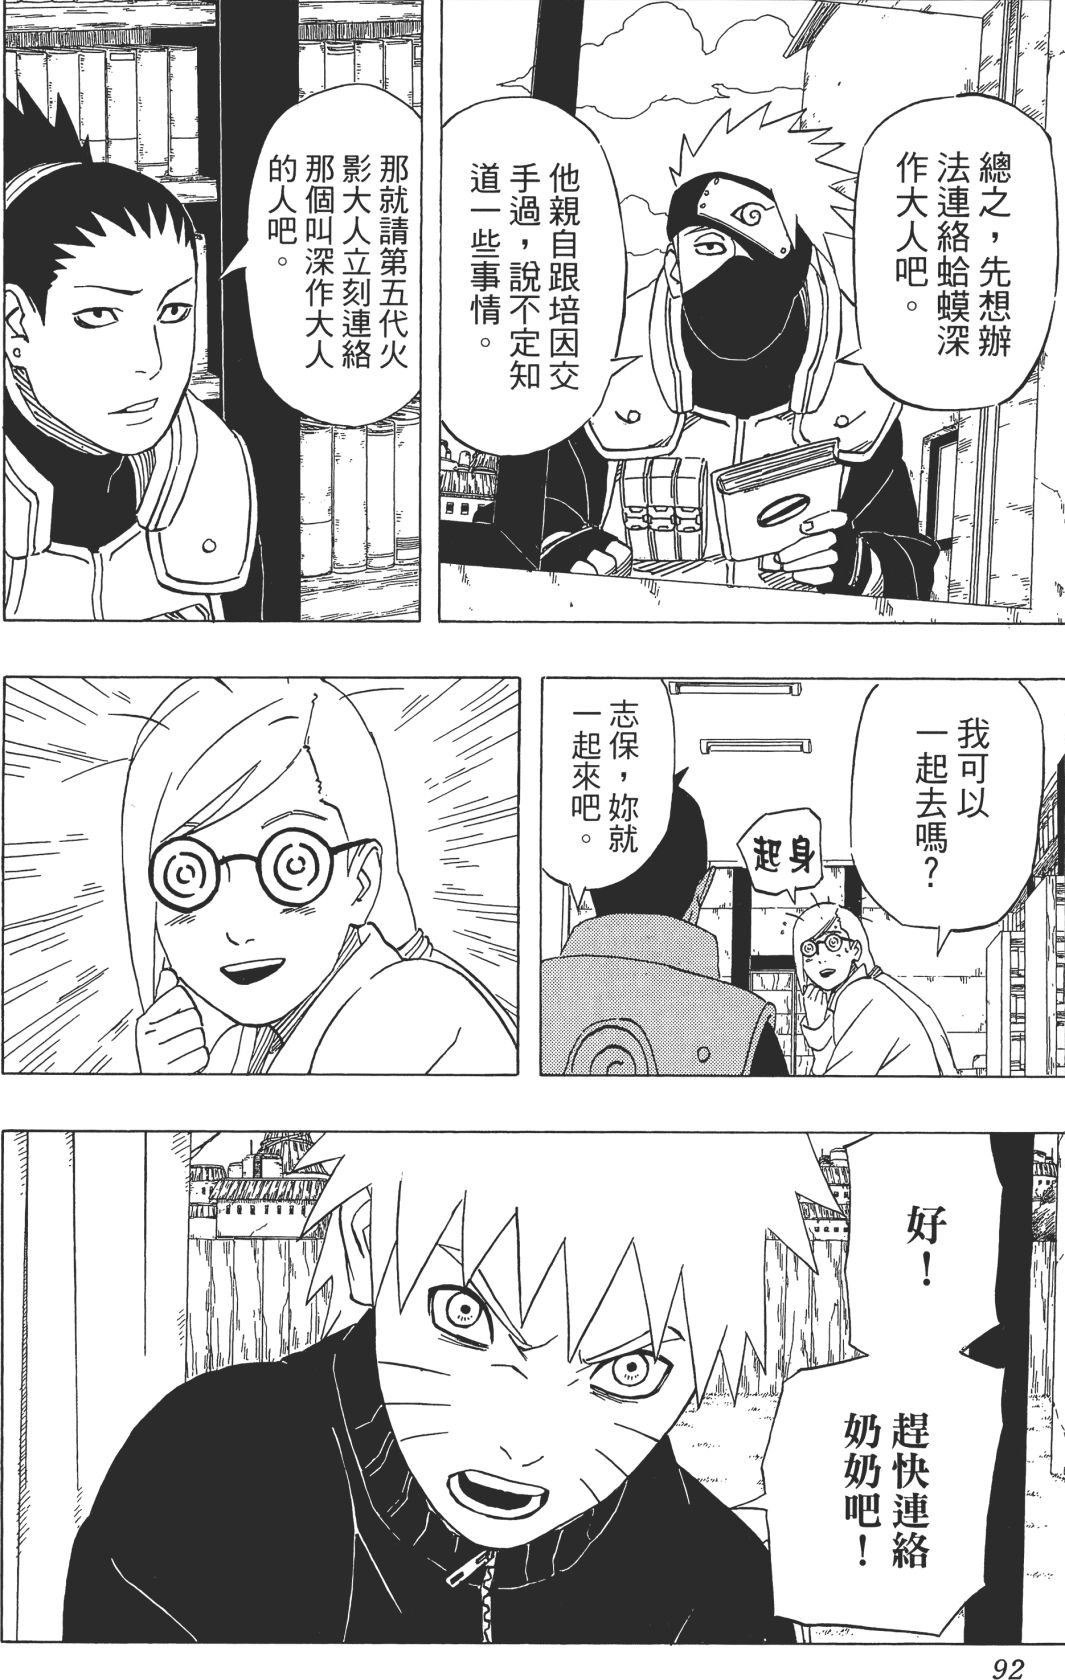 總之，先想辦
法連絡蛤蟆深
作大人吧。
他親自跟培因交
手過，說不定知
道一些事情。
那就請第五代火
影大人立刻連絡
那個叫深作大人
的人吧。
我可以
一起去嗎？
起身
志保，妳就
一起來吧。
好！
趕快連絡
奶奶吧！
92